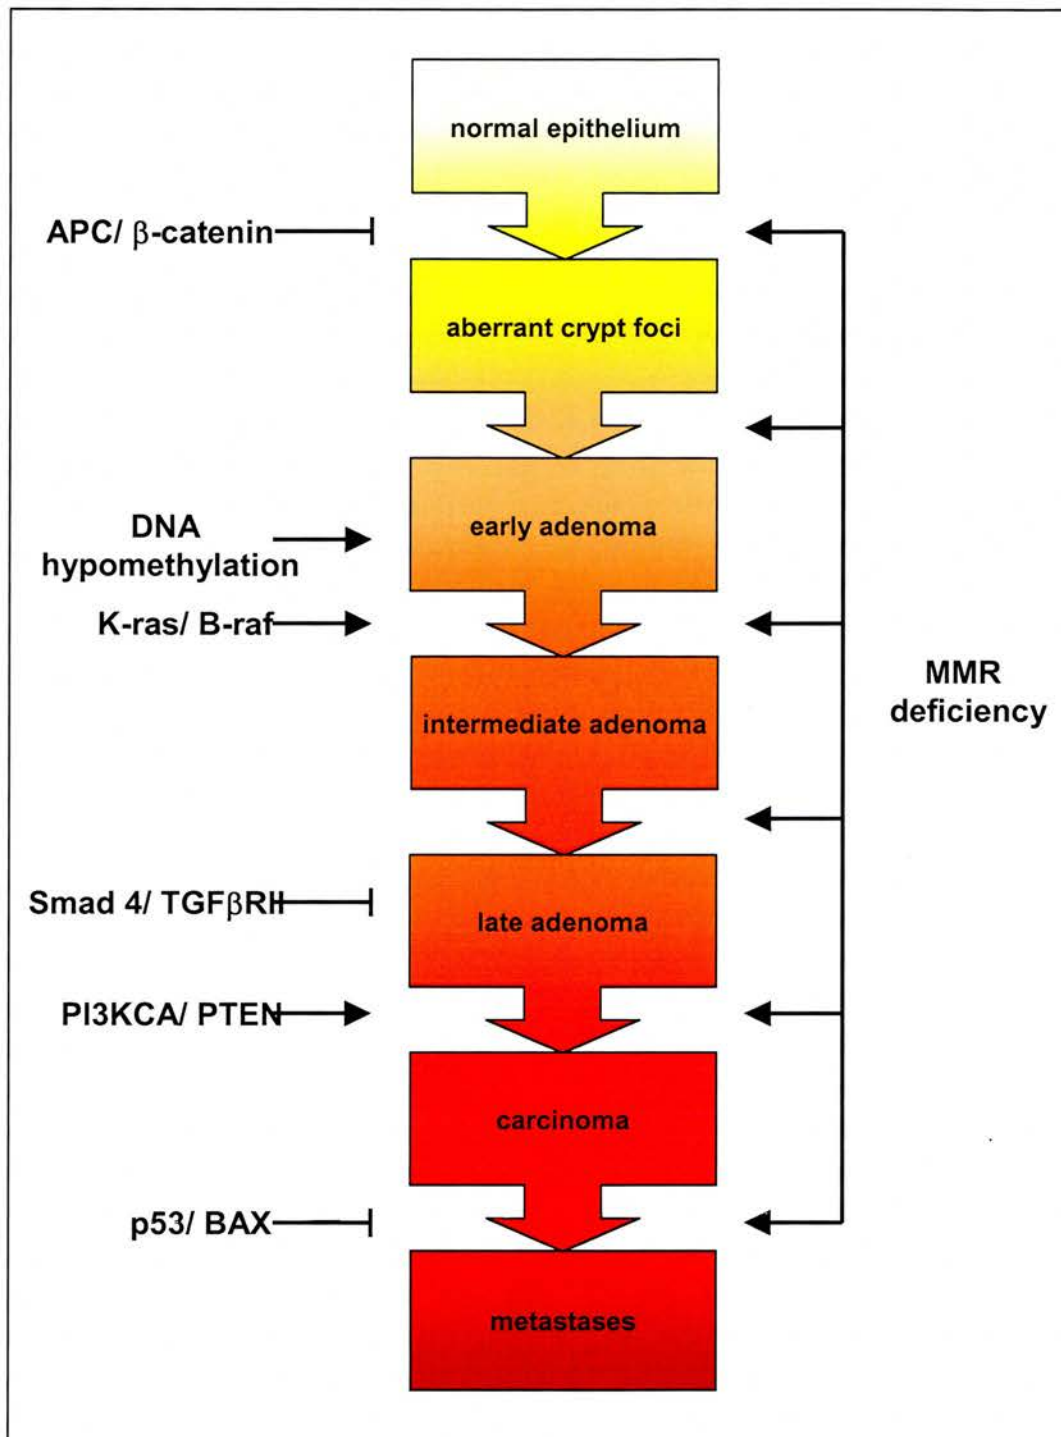 normal epithelium
APC/ β-catenin
aberrant crypt foci
DNA
hypomethylation
early adenoma
K-ras/ B-raf
MMR
deficiency
intermediate adenoma
Smad 4/ TGFβRII
late adenoma
PI3KCA/ PTEN
carcinoma
p53/ BAX
metastases